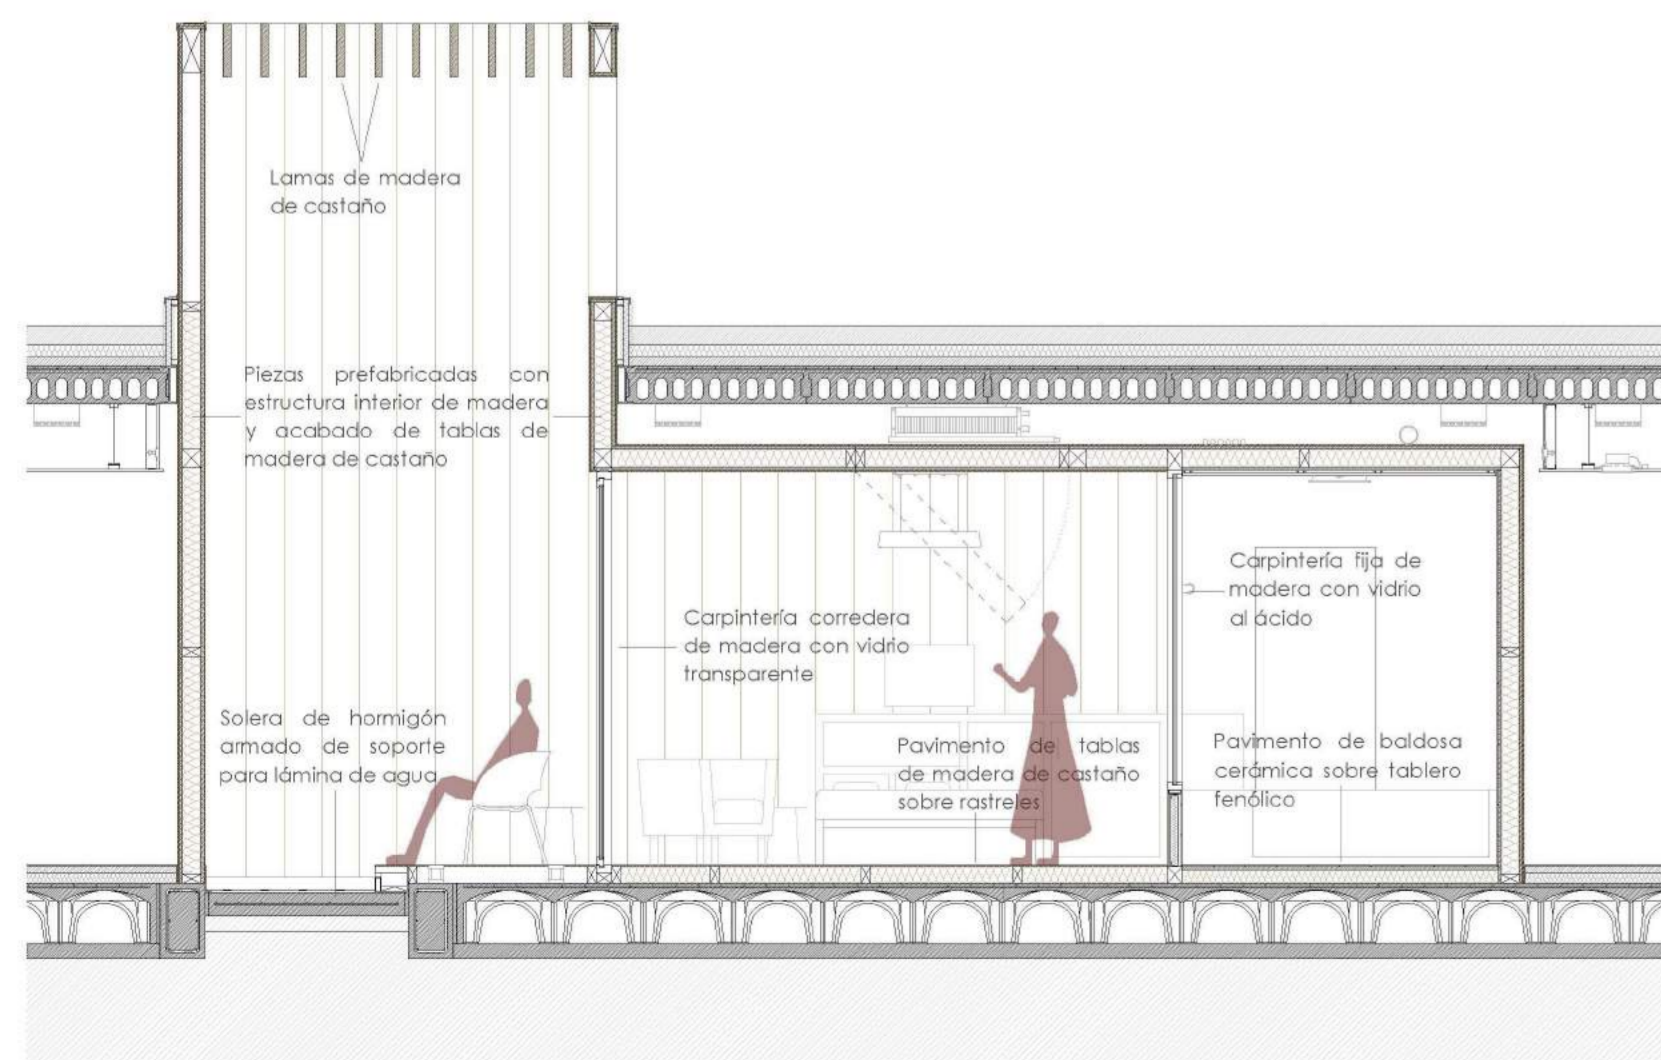 Lamas de madera
de castaño
Piezas prefabricadas con
estructura interior de madera
y acabado de tablas de
madera de castaño
Carpintería fija de
madera con vidrio
al ácido
Carpintería corredera
de madera con vidrio
transparente
Solera de hormigón
armado de soporte
para lámina de agua
Pavimento de tablas
de madera de castaño
sobre rastreles
Pavimento de baldosa
cerámica sobre tablero
fenólico